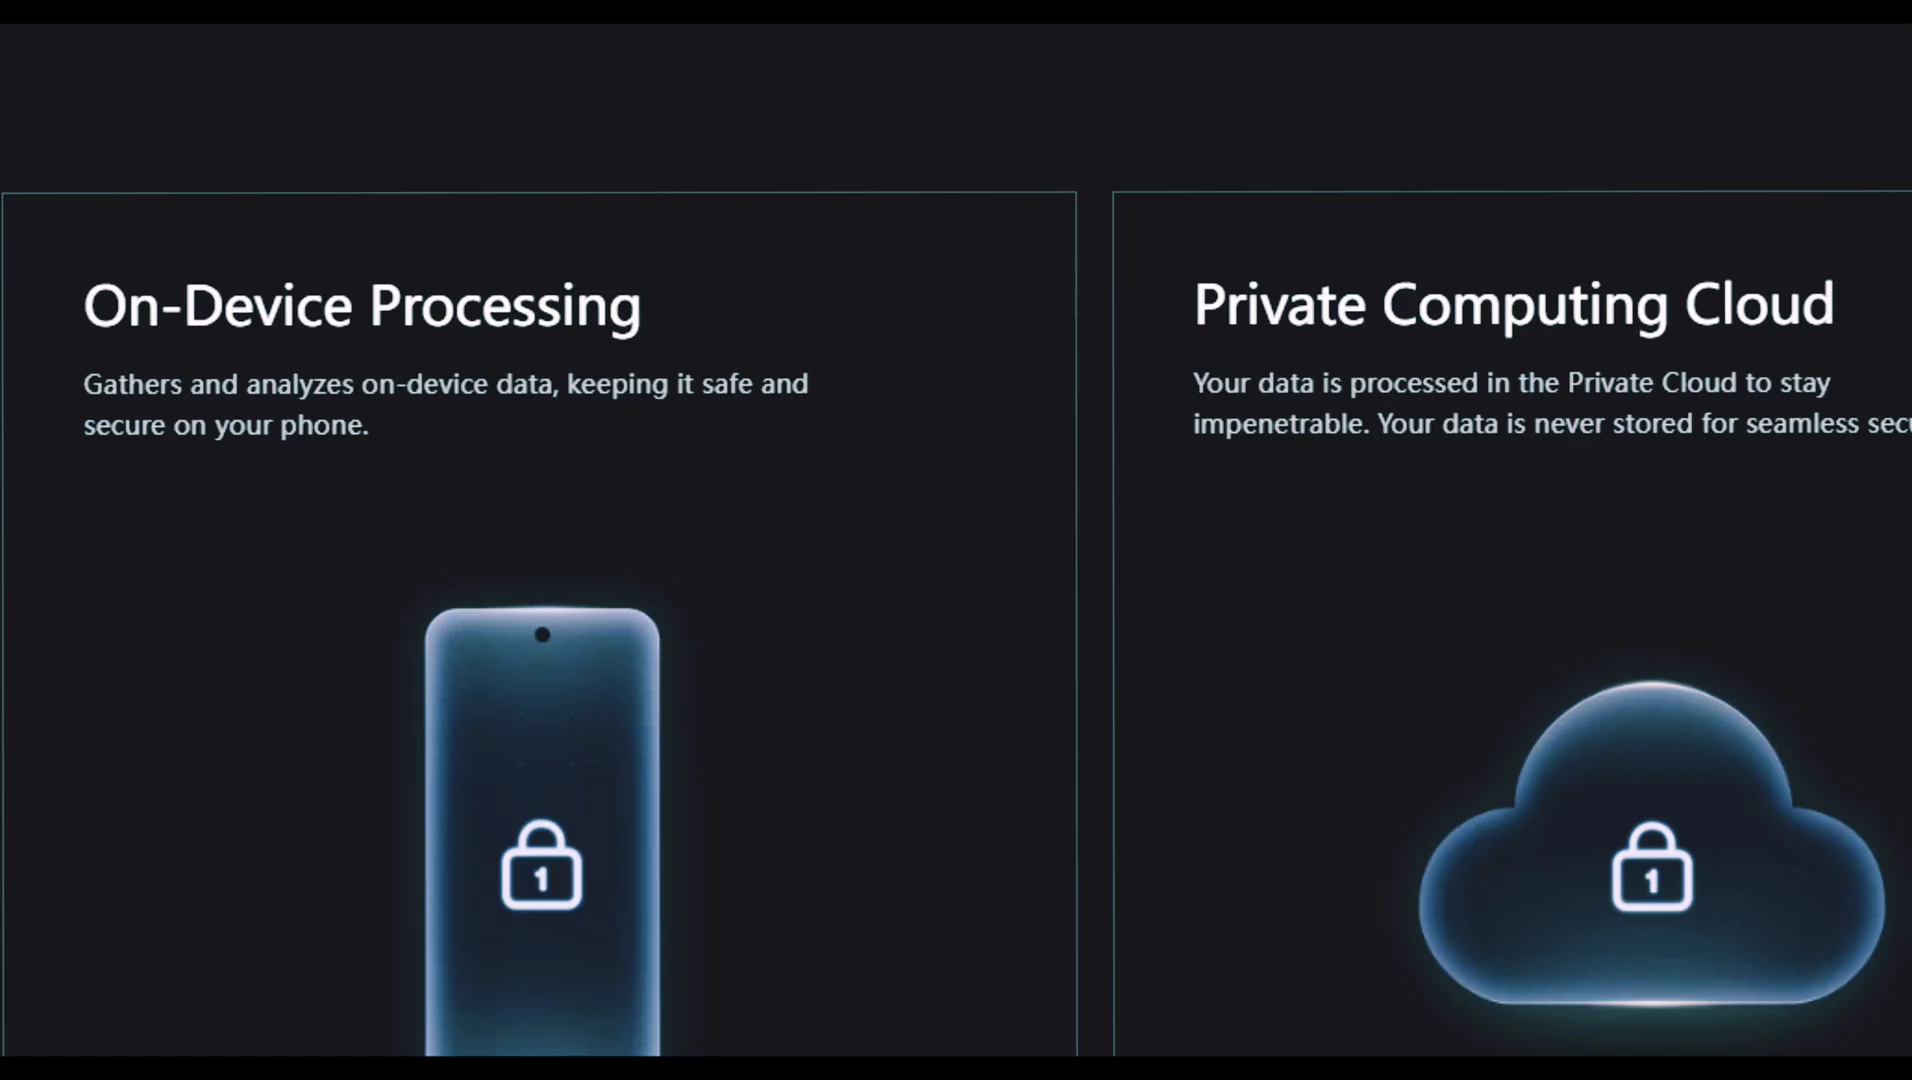 On-Device Processing
Gathers and analyzes on-device data, keeping it safe and
secure on your phone.
1
Private Computing Cloud
Your data is processed in the Private Cloud to stay
impenetrable. Your data is never stored for seamless
1